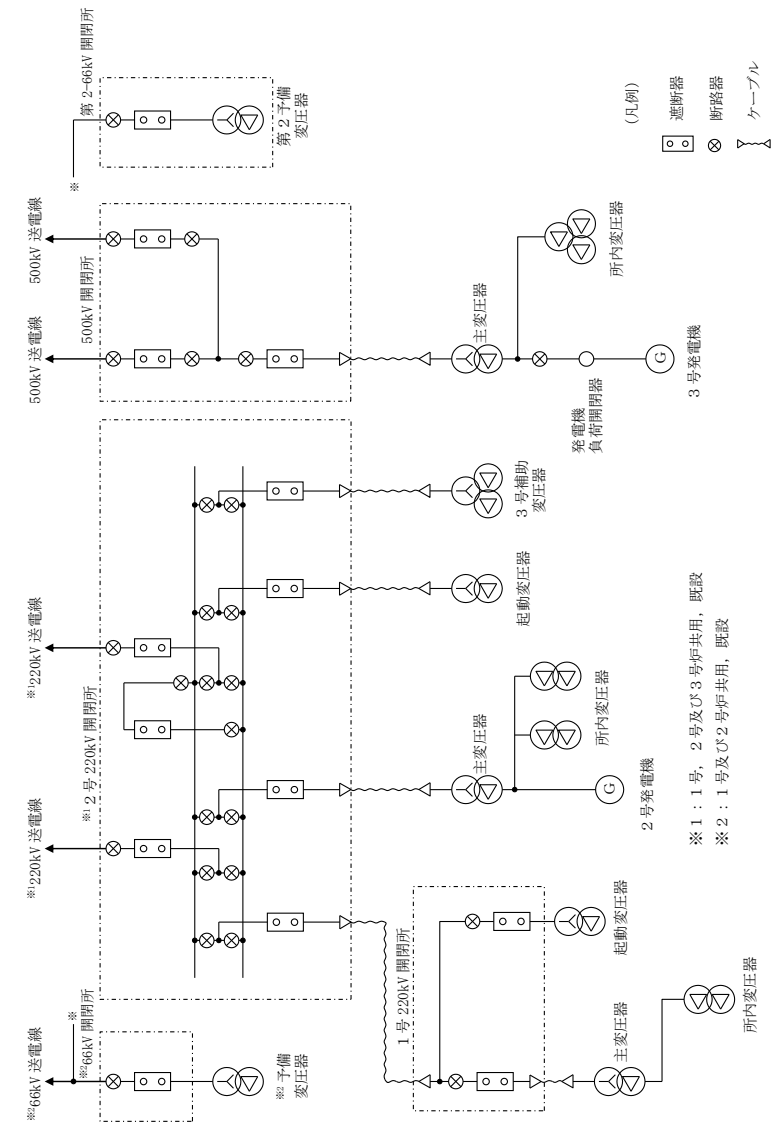 ※2 66kV 送電線
※
※2 66kV 開閉所
※2 予備
変圧器
※1 220kV 送電線
※1 220kV 送電線
※1 2号 220kV 開閉所
1号 220kV 開閉所
主変圧器
所内変圧器
起動変圧器
主変圧器
所内変圧器
G
2号発電機
起動変圧器
3号補助
変圧器
500kV 送電線
500kV 送電線
500kV 開閉所
主変圧器
所内変圧器
発電機
負荷開閉器
G
3号発電機
※
第 2-66kV 開閉所
第2予備
変圧器
(凡例)
遮断器
断路器
ケーブル
※1:1号,2号及び3号炉共用,既設
※2:1号及び2号炉共用,既設